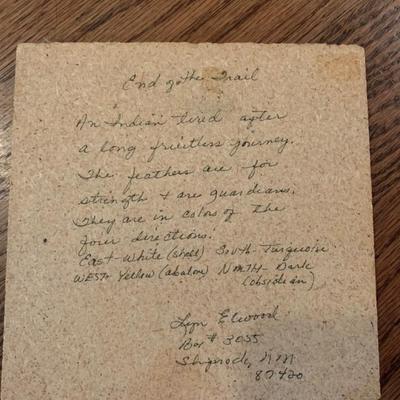 End of the Trail
An Indian tired after
a long fruitless journey.
The feathers are for
strength + are guardians.
They are in colors of the
four directions.
East-White (shell) South-Turquoise
WEST-Yellow (abalone) NORTH-Dark
(obsidian)
Lyn Elwood
Box # 3055
Shiprock, NM
87420